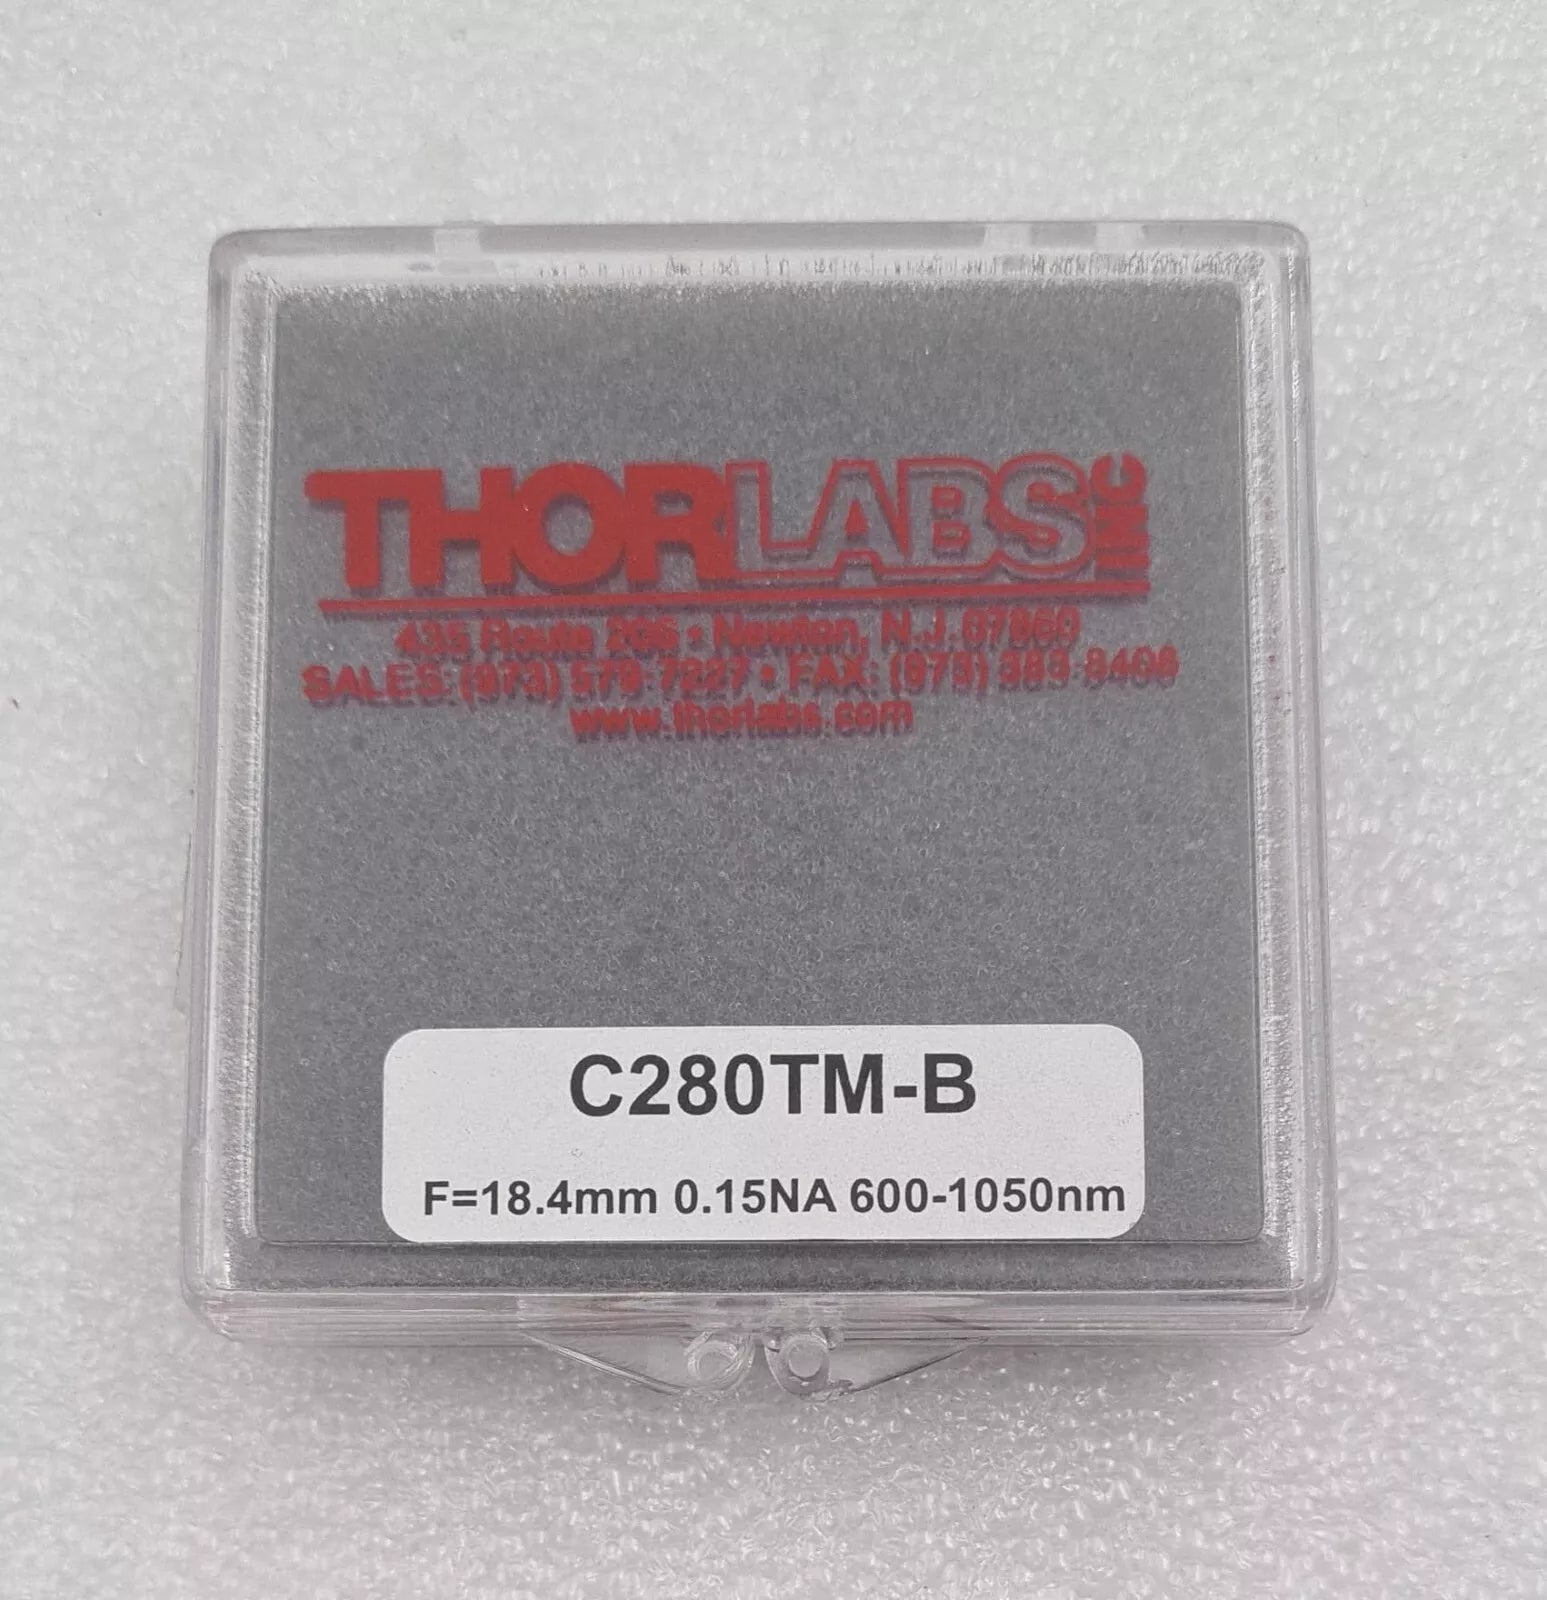 THORLABS INC
435 Route 206 • Newton, N.J. 07860
SALES: (973) 579-7227 • FAX: (973) 383-8406
www.thorlabs.com
C280TM-B
F=18.4mm 0.15NA 600-1050nm